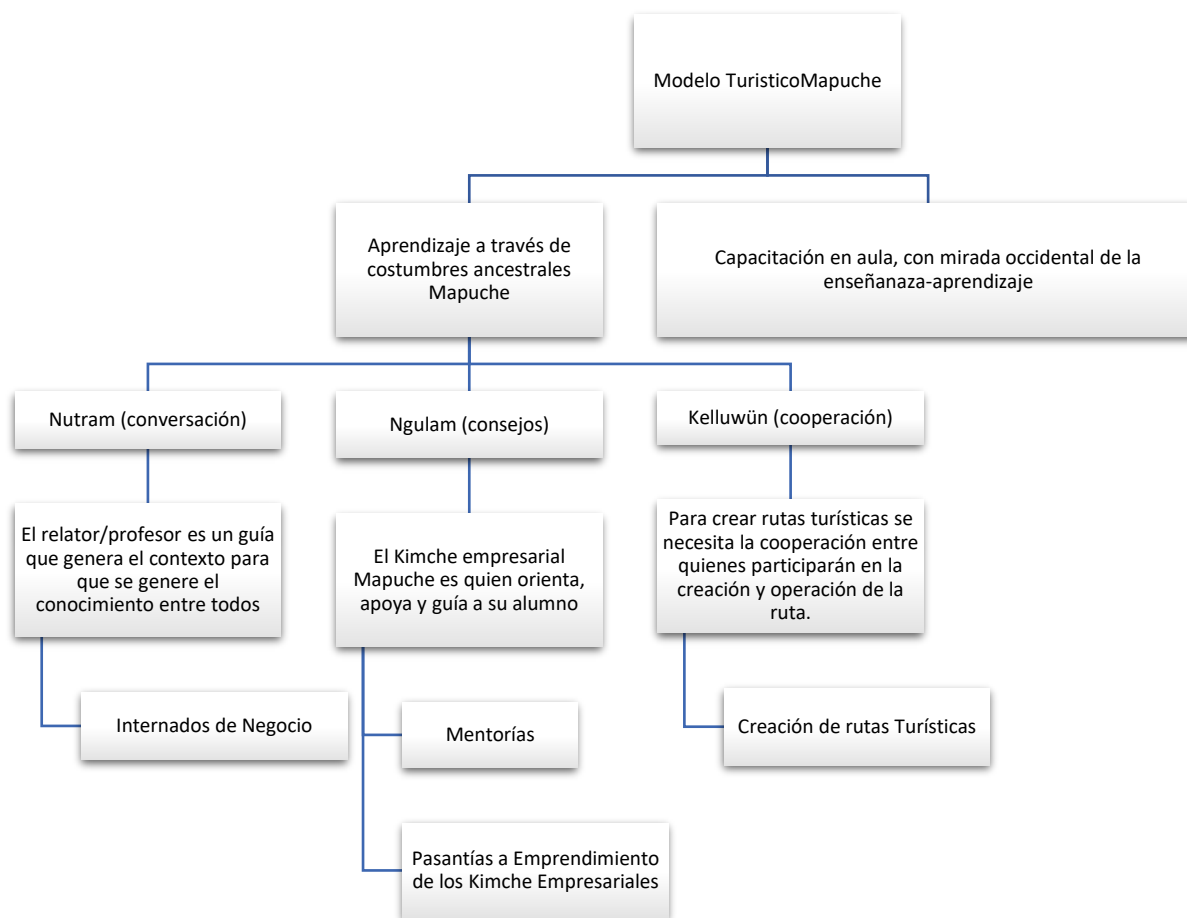 Modelo TuristicoMapuche
Aprendizaje a través de
costumbres ancestrales
Mapuche
Capacitación en aula, con mirada occidental de la
enseñanaza-aprendizaje
Nutram (conversación)
Ngulam (consejos)
Kelluwün (cooperación)
El relator/profesor es un guía
que genera el contexto para
que se genere el
conocimiento entre todos
El Kimche empresarial
Mapuche es quien orienta,
apoya y guía a su alumno
Para crear rutas turísticas se
necesita la cooperación entre
quienes participarán en la
creación y operación de la
ruta.
Internados de Negocio
Mentorías
Creación de rutas Turísticas
Pasantías a Emprendimiento
de los Kimche Empresariales